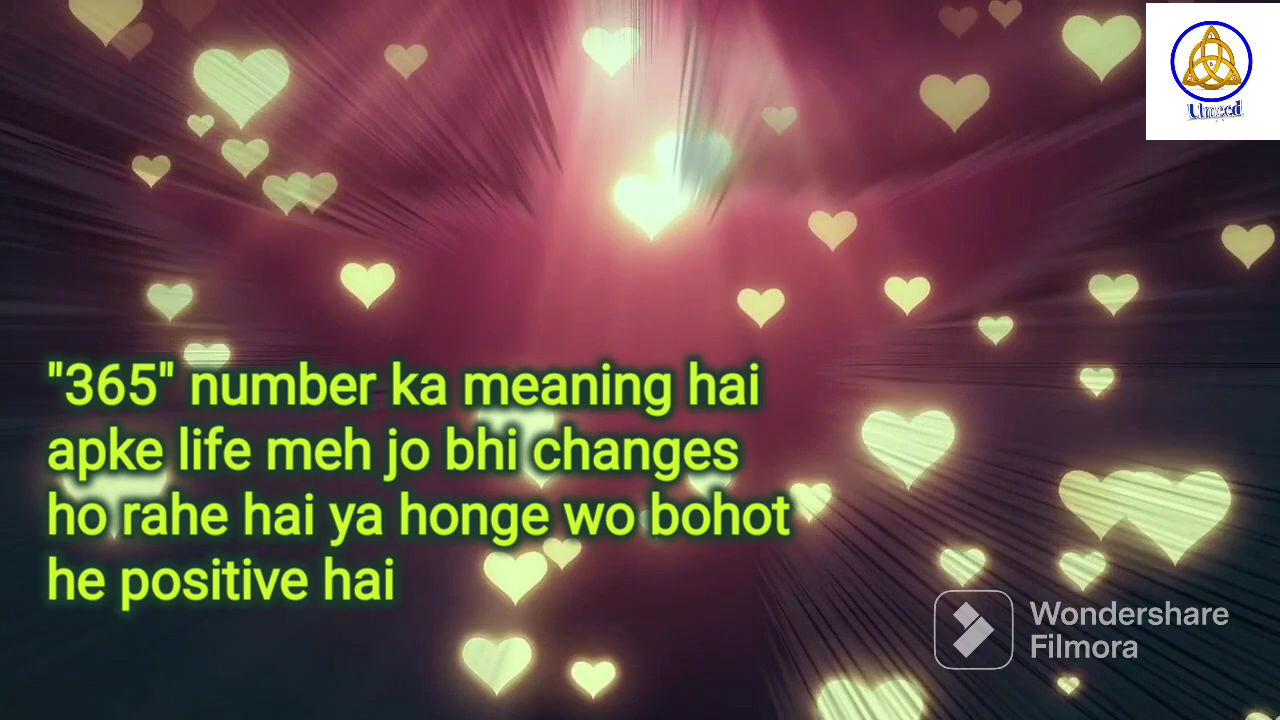 Umeed
"365" number ka meaning hai
apke life meh jo bhi changes
ho rahe hai ya honge wo bohot
he positive hai
Wondershare
Filmora